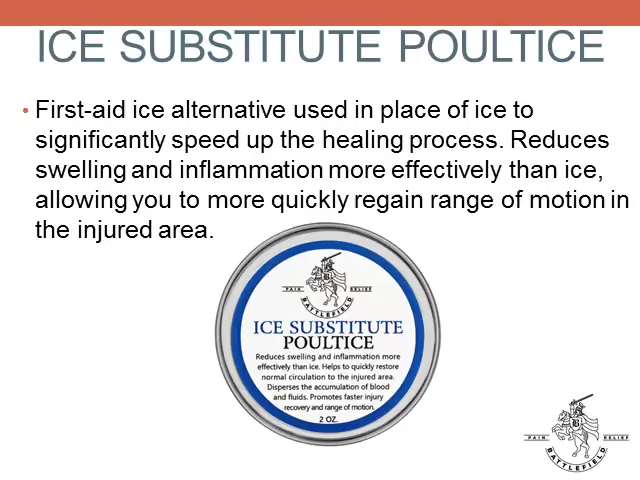 ICE SUBSTITUTE POULTICE
• First-aid ice alternative used in place of ice to
significantly speed up the healing process. Reduces
swelling and inflammation more effectively than ice,
allowing you to more quickly regain range of motion in
the injured area.
PAIN RELIEF
BATTLEFIELD
ICE SUBSTITUTE
POULTICE
Reduces swelling and inflammation more
effectively than ice. Helps to quickly restore
normal circulation to the injured area.
Disperses the accumulation of blood
and fluids. Promotes faster injury
recovery and range of motion.
2 OZ.
B
PAIN RELIEF
BATTLEFIELD